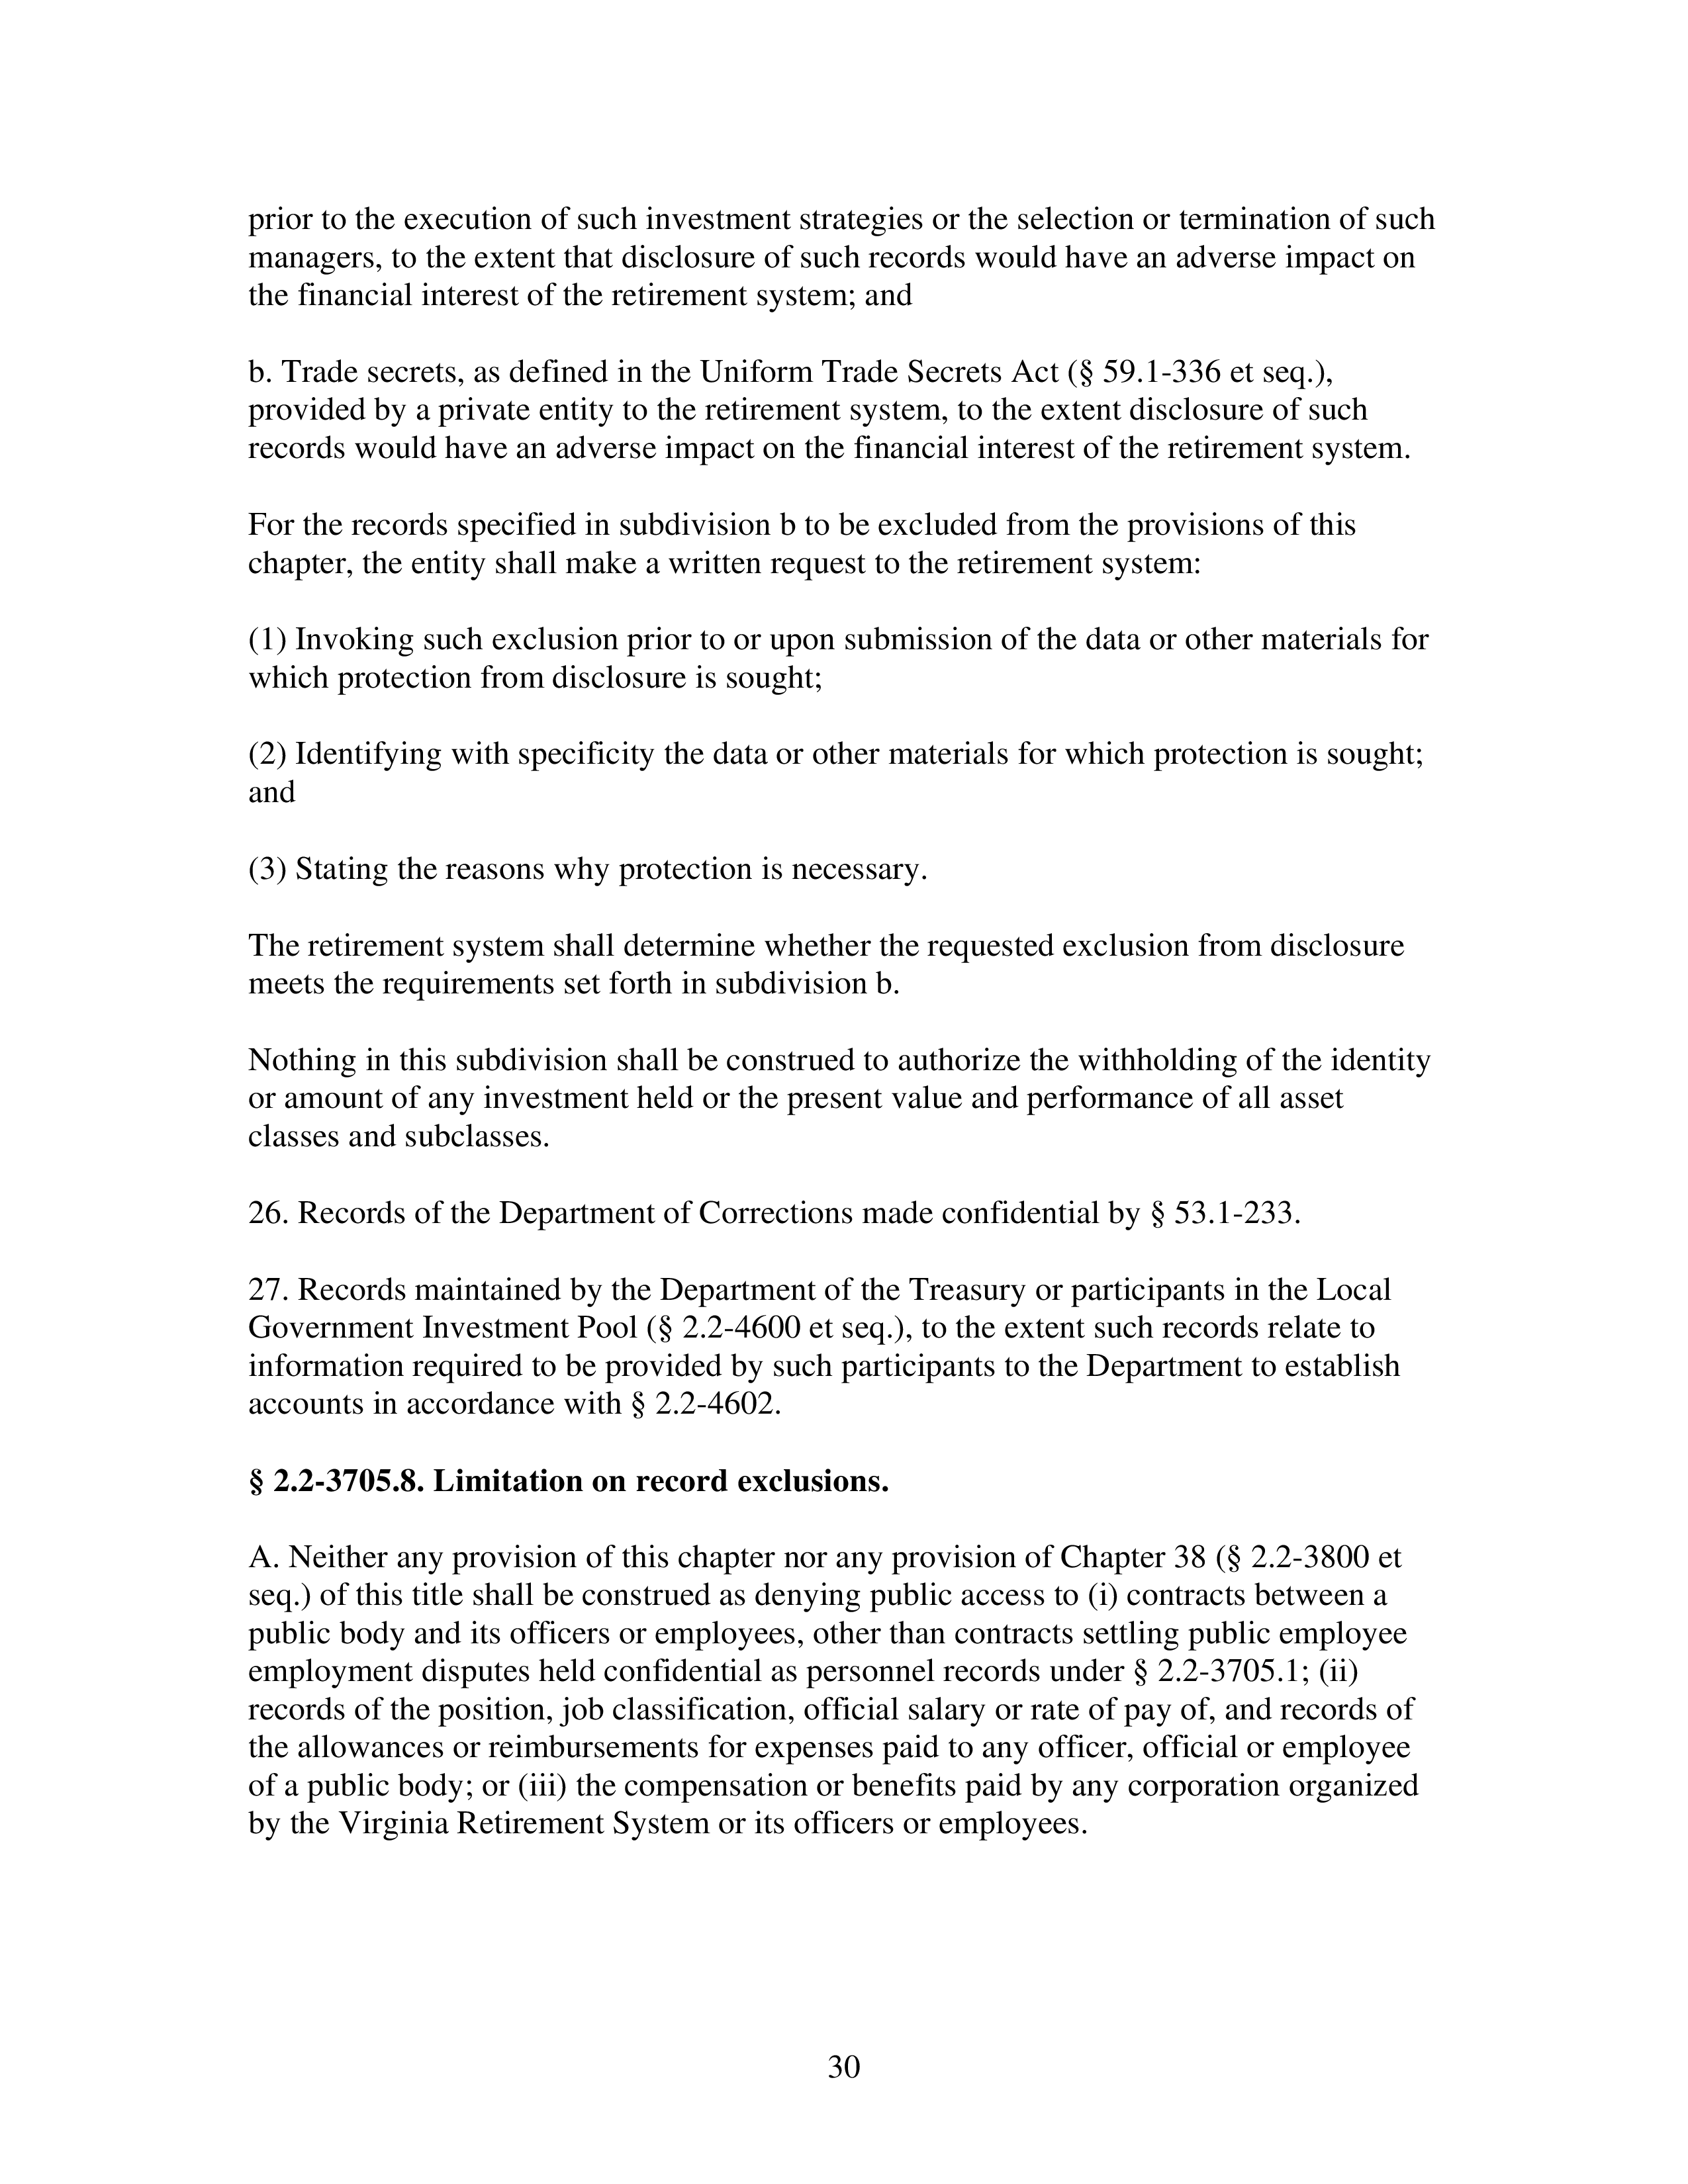 prior to the execution of such investment strategies or the selection or termination of such
managers, to the extent that disclosure of such records would have an adverse impact on
the financial interest of the retirement system; and
b. Trade secrets, as defined in the Uniform Trade Secrets Act (§ 59.1-336 et seq.),
provided by a private entity to the retirement system, to the extent disclosure of such
records would have an adverse impact on the financial interest of the retirement system.
For the records specified in subdivision b to be excluded from the provisions of this
chapter, the entity shall make a written request to the retirement system:
(1) Invoking such exclusion prior to or upon submission of the data or other materials for
which protection from disclosure is sought;
(2) Identifying with specificity the data or other materials for which protection is sought;
and
(3) Stating the reasons why protection is necessary.
The retirement system shall determine whether the requested exclusion from disclosure
meets the requirements set forth in subdivision b.
Nothing in this subdivision shall be construed to authorize the withholding of the identity
or amount of any investment held or the present value and performance of all asset
classes and subclasses.
26. Records of the Department of Corrections made confidential by § 53.1-233.
27. Records maintained by the Department of the Treasury or participants in the Local
Government Investment Pool (§ 2.2-4600 et seq.), to the extent such records relate to
information required to be provided by such participants to the Department to establish
accounts in accordance with § 2.2-4602.
§ 2.2-3705.8. Limitation on record exclusions.
A. Neither any provision of this chapter nor any provision of Chapter 38 (§ 2.2-3800 et
seq.) of this title shall be construed as denying public access to (i) contracts between a
public body and its officers or employees, other than contracts settling public employee
employment disputes held confidential as personnel records under § 2.2-3705.1; (ii)
records of the position, job classification, official salary or rate of pay of, and records of
the allowances or reimbursements for expenses paid to any officer, official or employee
of a public body; or (iii) the compensation or benefits paid by any corporation organized
by the Virginia Retirement System or its officers or employees.
30